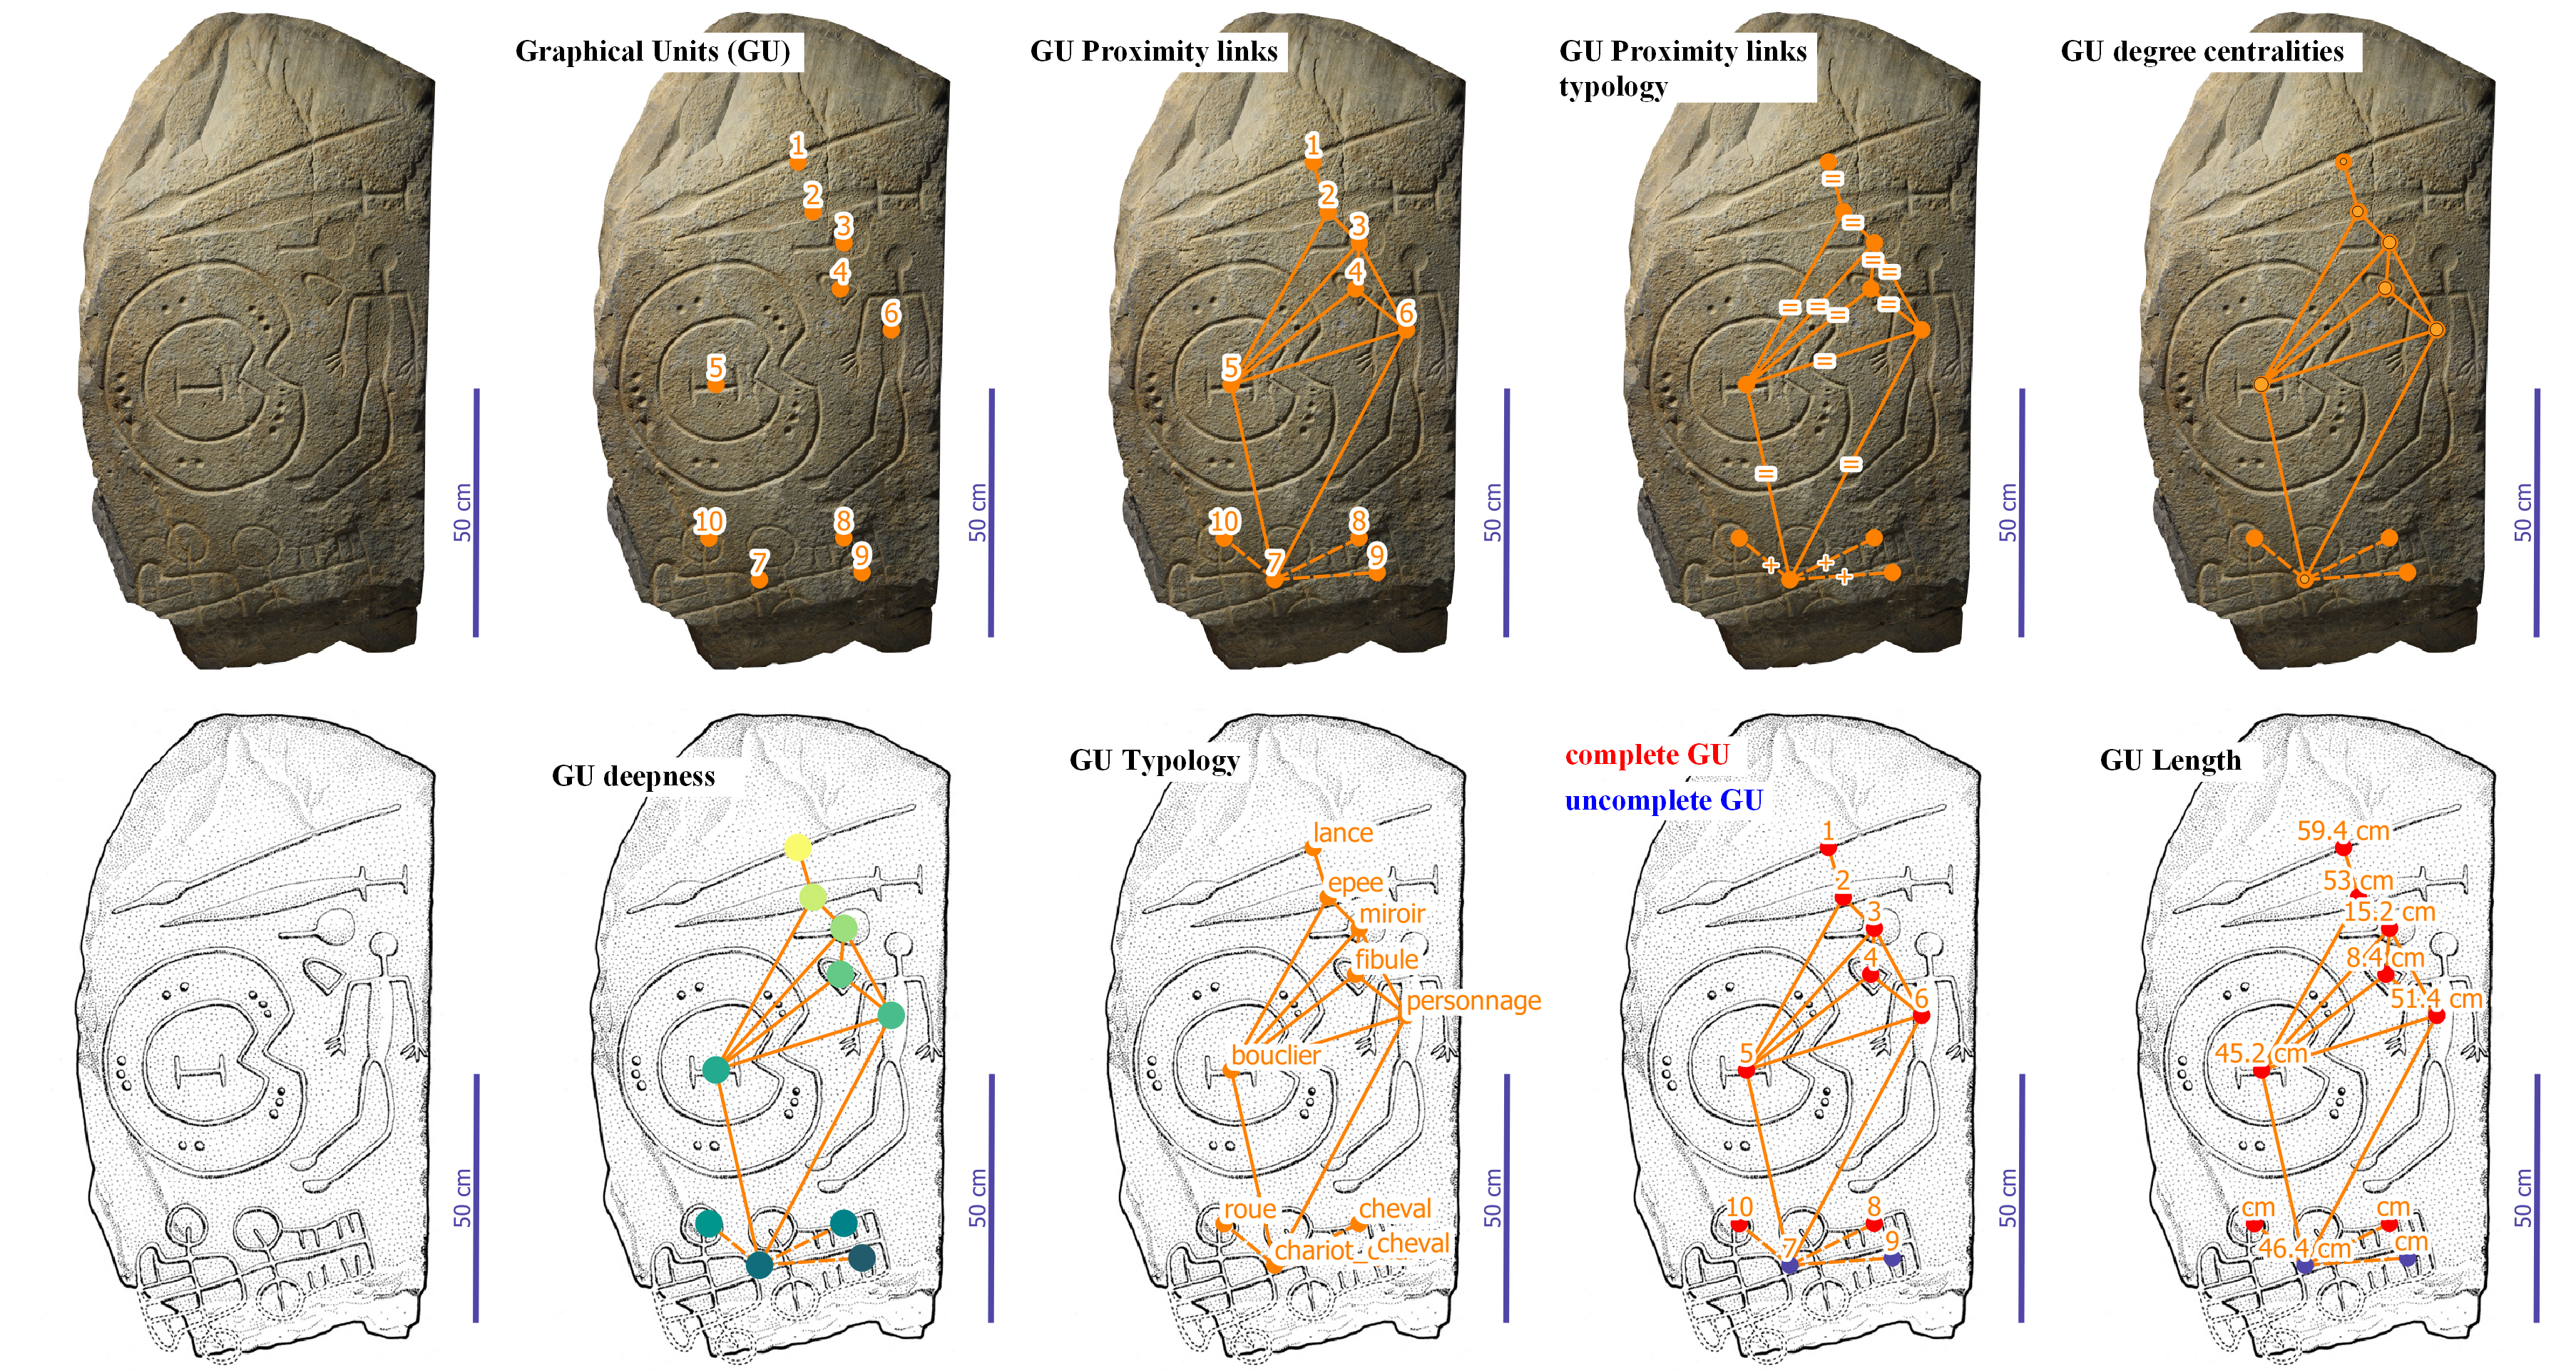 Graphical Units (GU)
1
2
3
4
6
5
10
8
7
9
50 cm
50 cm
GU Proximity links
1
2
3
4
6
5
10
8
7
9
50 cm
GU Proximity links
typology
=
=
=
=
=
=
=
=
=
=
=
+
+
+
50 cm
GU degree centralities
50 cm
50 cm
GU deepness
50 cm
GU Typology
lance
epee
miroir
fibule
personnage
bouclier
roue
cheval
chariot_
cheval
50 cm
complete GU
uncomplete GU
1
2
3
4
6
5
10
8
7
9
50 cm
GU Length
59.4 cm
53 cm
15.2 cm
8.4 cm
51.4 cm
45.2 cm
cm
cm
46.4 cm
cm
50 cm